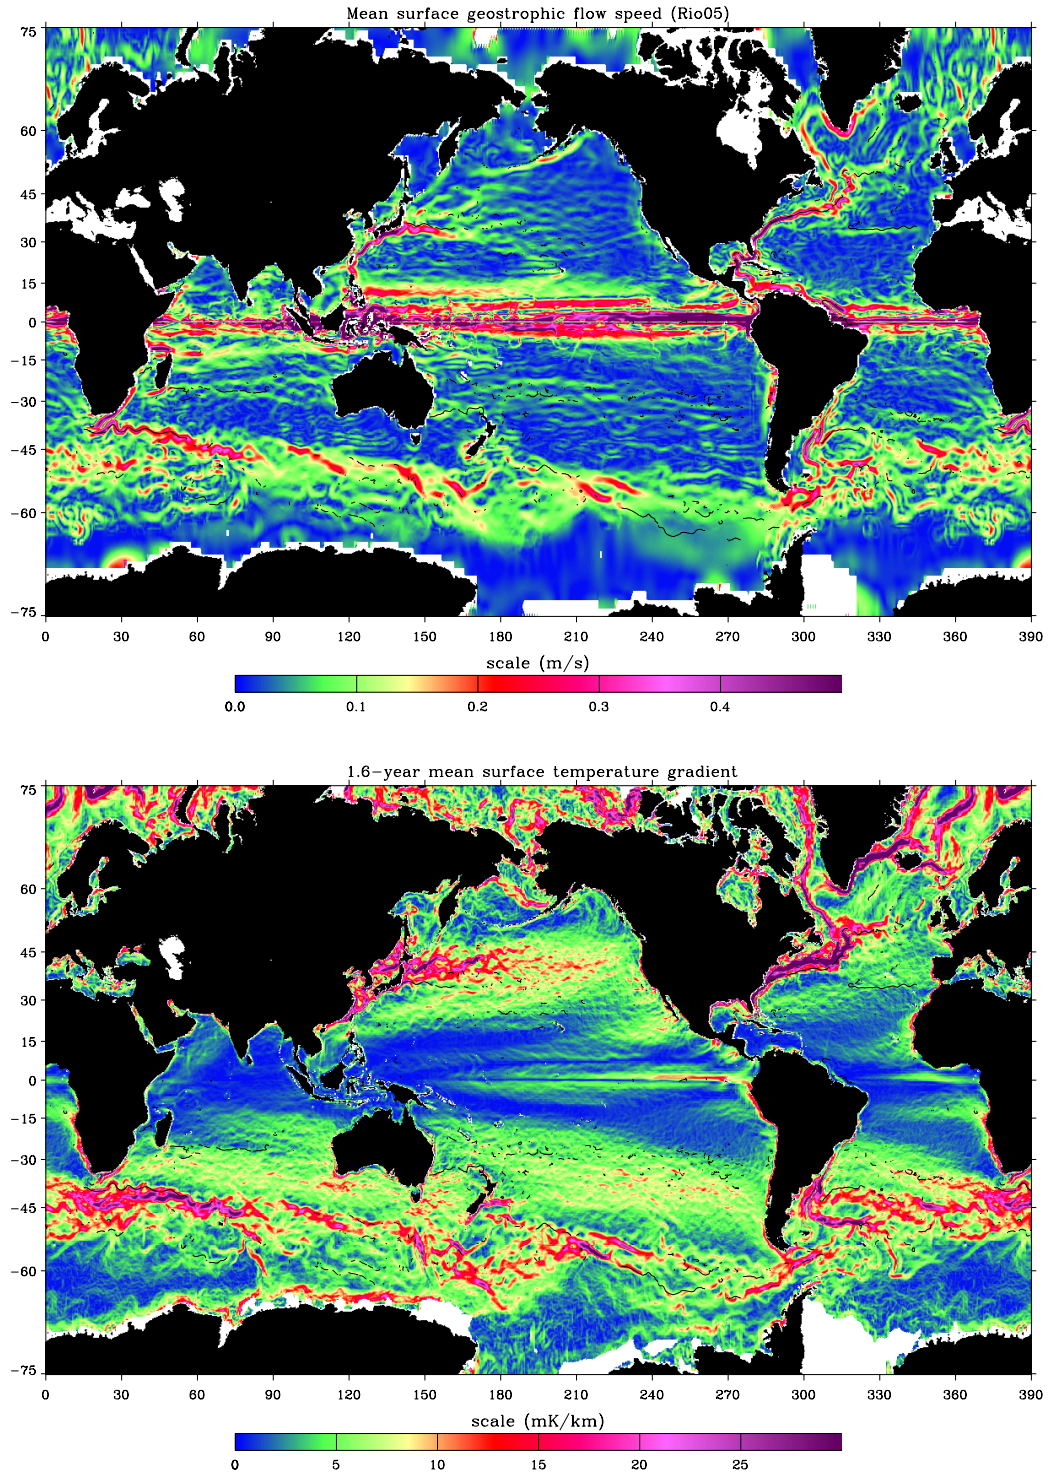 Mean surface geostrophic flow speed (Rio05)
75
60
45
30
15
0
-15
-30
-45
-60
-75
0 30 60 90 120 150 180 210 240 270 300 330 360 390
scale (m/s)
0.0 0.1 0.2 0.3 0.4
1.6-year mean surface temperature gradient
75
60
45
30
15
0
-15
-30
-45
-60
-75
0 30 60 90 120 150 180 210 240 270 300 330 360 390
scale (mK/km)
0 5 10 15 20 25